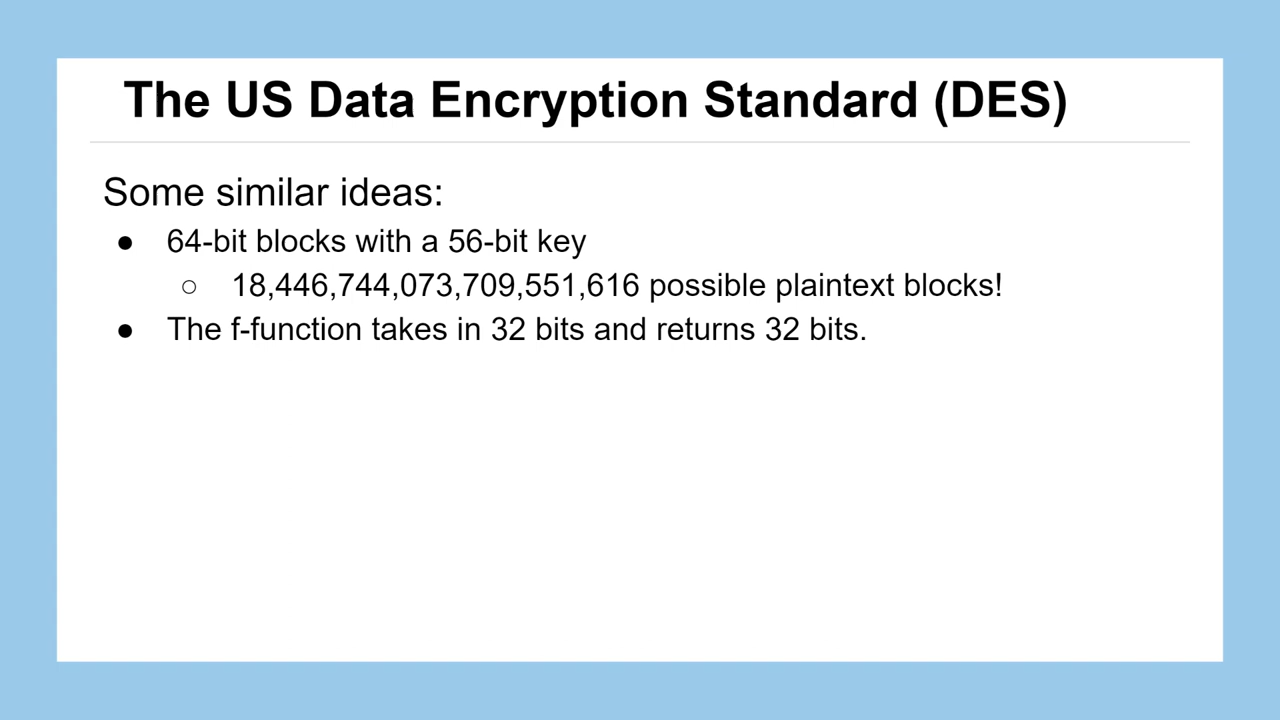 The US Data Encryption Standard (DES)
Some similar ideas:
● 64-bit blocks with a 56-bit key
○ 18,446,744,073,709,551,616 possible plaintext blocks!
● The f-function takes in 32 bits and returns 32 bits.